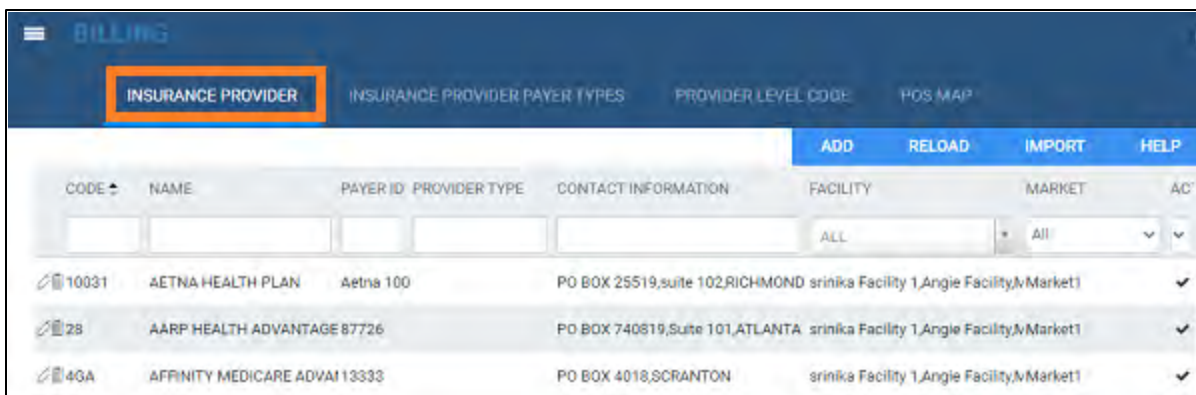 BILLING
INSURANCE PROVIDER INSURANCE PROVIDER PAYER TYPES PROVIDER LEVEL CODE POS MAP
ADD RELOAD IMPORT HELP
CODE NAME PAYER ID PROVIDER TYPE CONTACT INFORMATION FACILITY MARKET AC
ALL All
10031 AETNA HEALTH PLAN Aetna 100 PO BOX 25519,suite 102,RICHMOND srinika Facility 1,Angie Facility,M Market1
28 AARP HEALTH ADVANTAGE 87726 PO BOX 740819,Suite 101,ATLANTA srinika Facility 1,Angie Facility,M Market1
4GA AFFINITY MEDICARE ADVA 13333 PO BOX 4018,SCRANTON srinika Facility 1,Angie Facility,M Market1